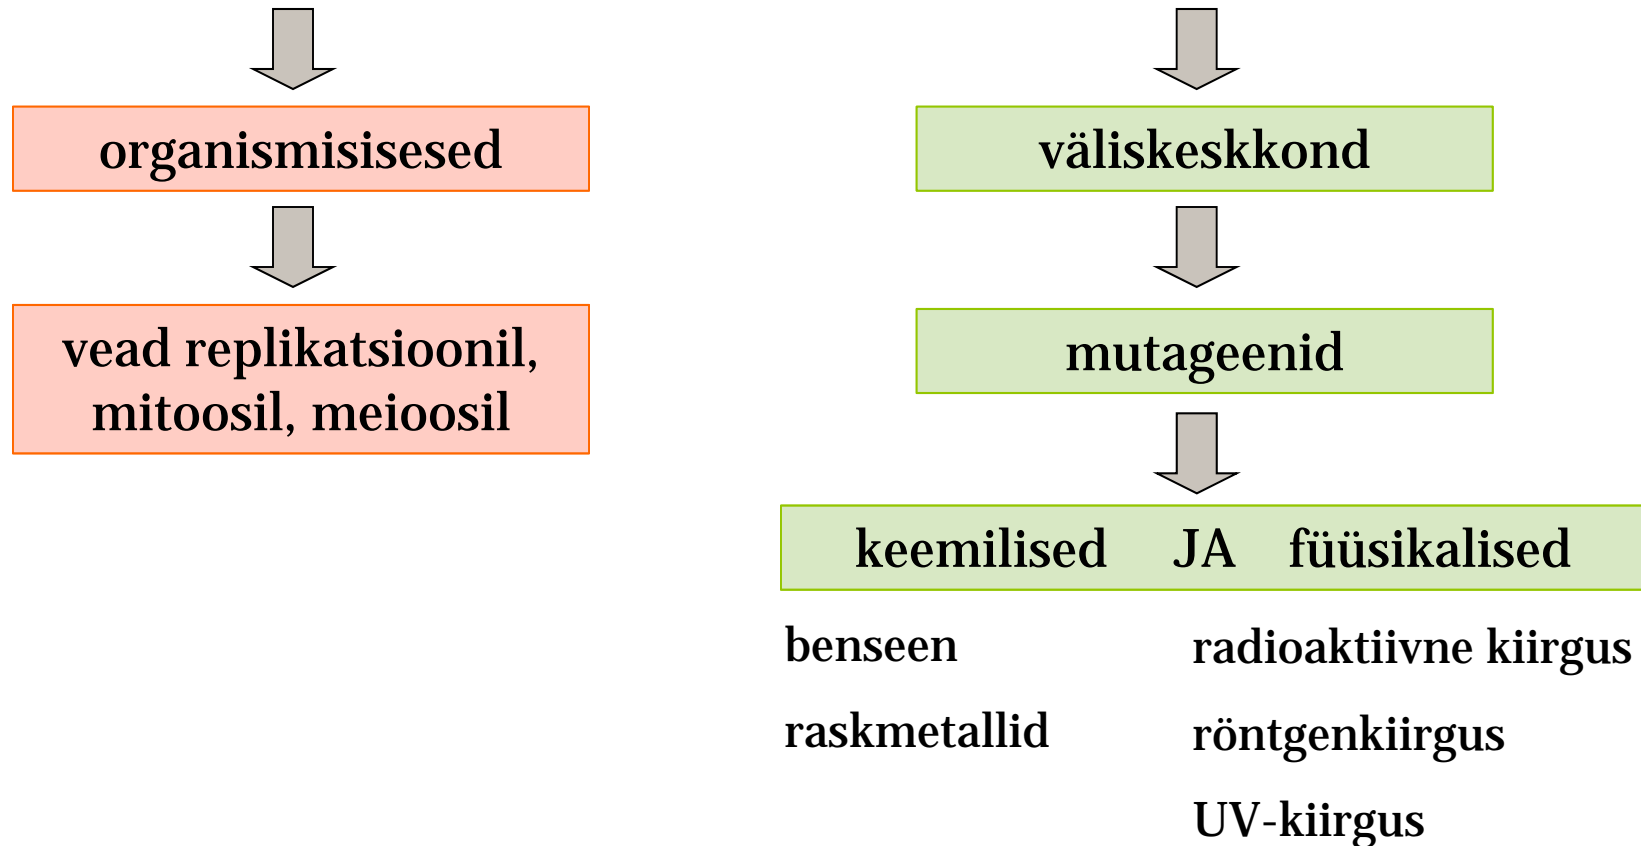 organismisisesed
vead replikatsioonil,
mitoosil, meioosil
väliskeskkond
mutageenid
keemilised JA füüsikalised
benseen
raskmetallid
radioaktiivne kiirgus
röntgenkiirgus
UV-kiirgus